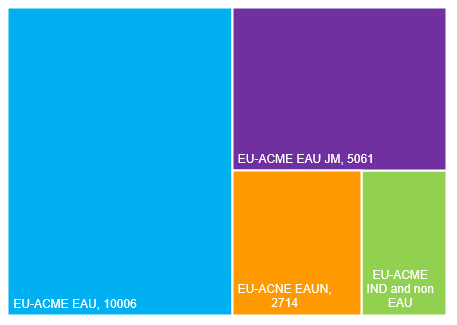 EU-ACME EAU JM, 5061
EU-ACME EAU, 10006
EU-ACNE EAUN,
2714
EU-ACME
IND and non
EAU